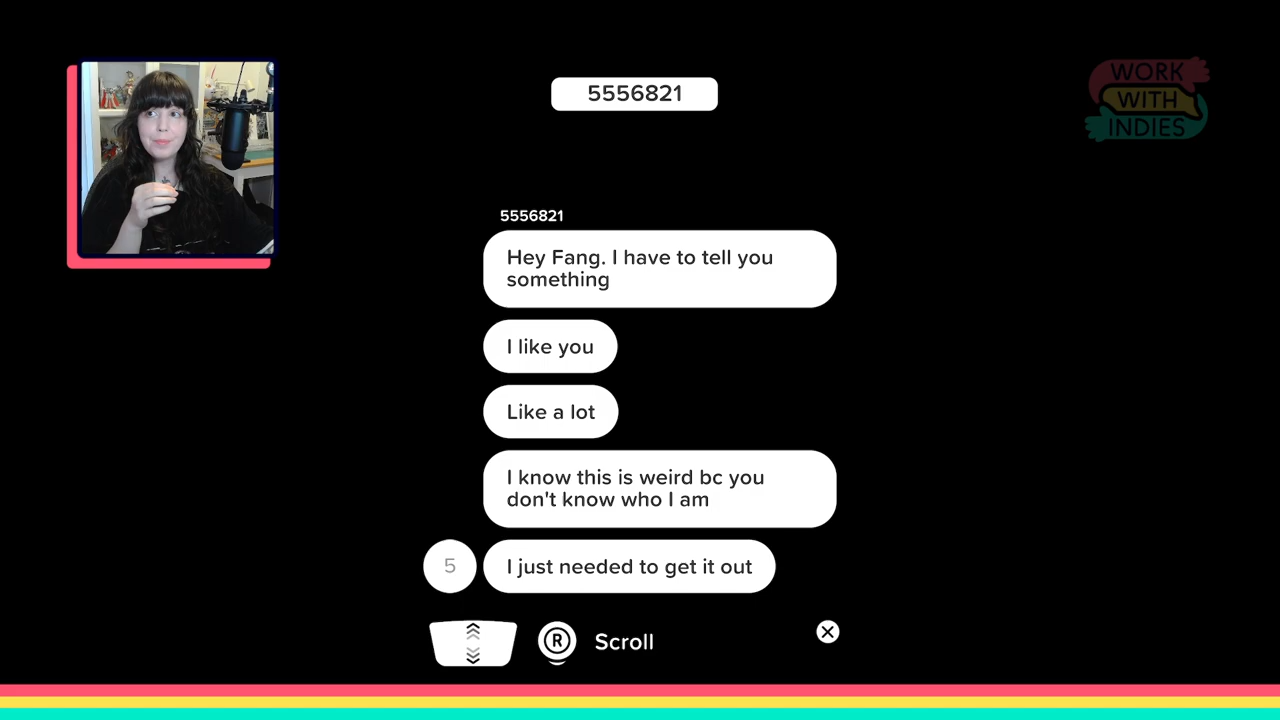 5556821
WORK
WITH
INDIES
5556821
Hey Fang. I have to tell you
something
I like you
Like a lot
I know this is weird bc you
don't know who I am
5
I just needed to get it out
R
Scroll